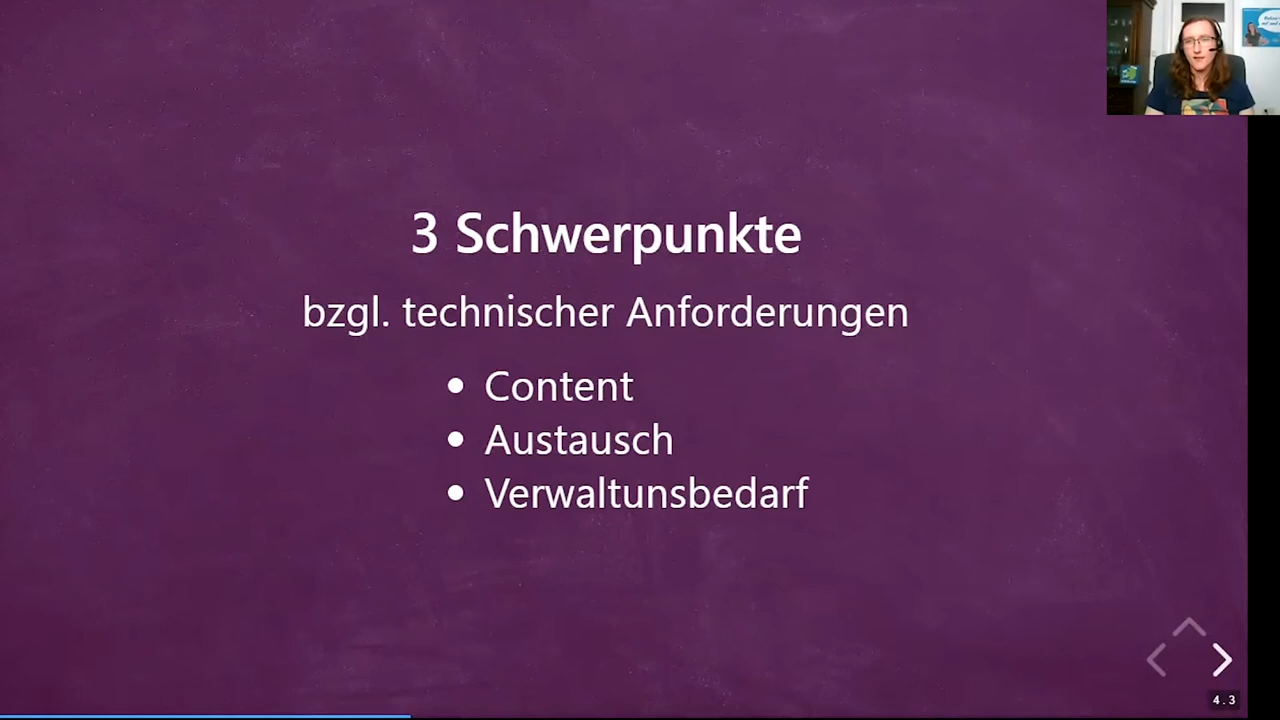 3 Schwerpunkte
bzgl. technischer Anforderungen
• Content
• Austausch
• Verwaltunsbedarf
4.3